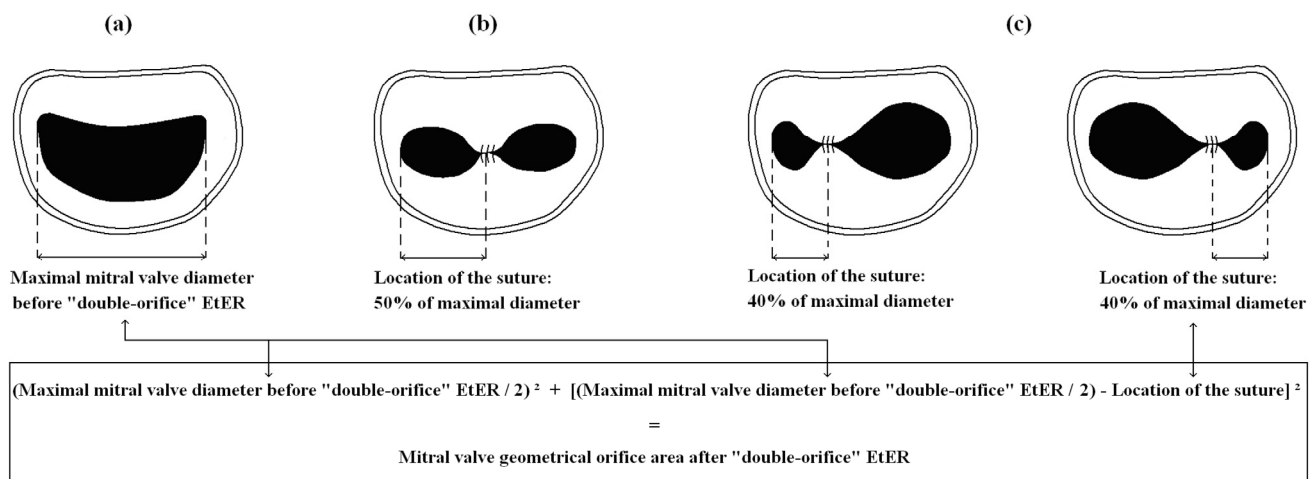 (a)
(b)
(c)
Maximal mitral valve diameter
before "double-orifice" EtER
Location of the suture:
50% of maximal diameter
Location of the suture:
40% of maximal diameter
Location of the suture:
40% of maximal diameter
(Maximal mitral valve diameter before "double-orifice" EtER / 2) ² + [(Maximal mitral valve diameter before "double-orifice" EtER / 2) - Location of the suture] ²
=
Mitral valve geometrical orifice area after "double-orifice" EtER